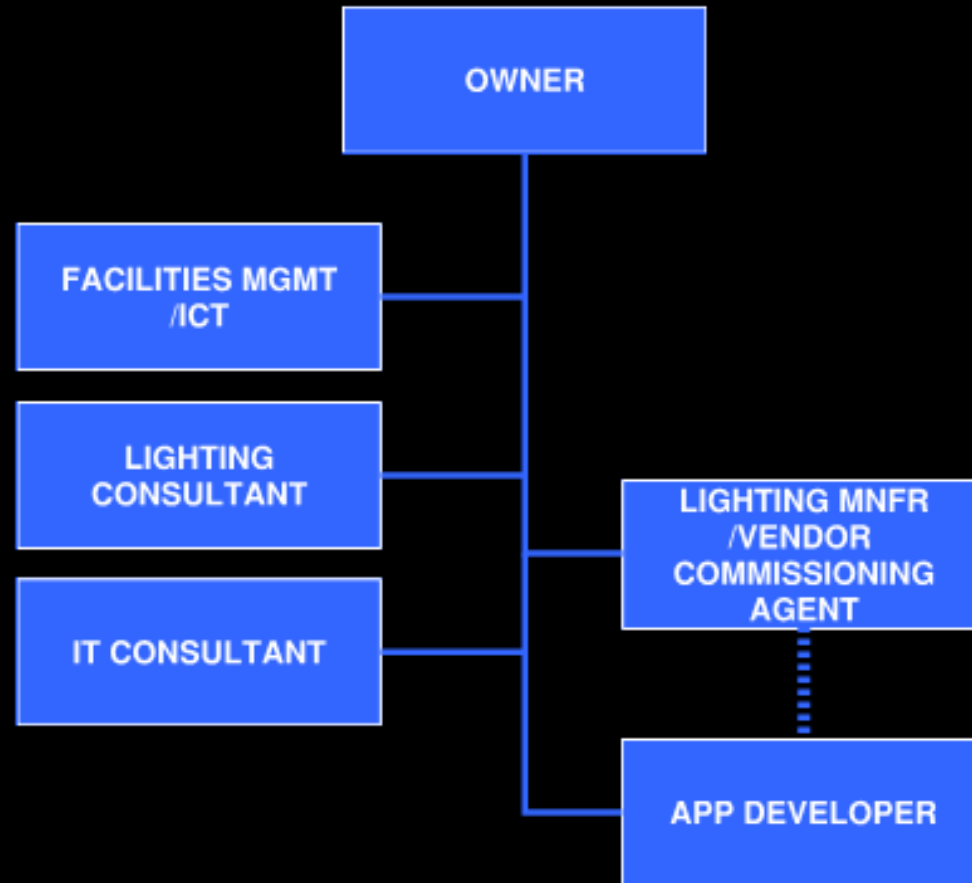 OWNER
FACILITIES MGMT
/ICT
LIGHTING
CONSULTANT
LIGHTING MNFR
/VENDOR
COMMISSIONING
AGENT
IT CONSULTANT
APP DEVELOPER